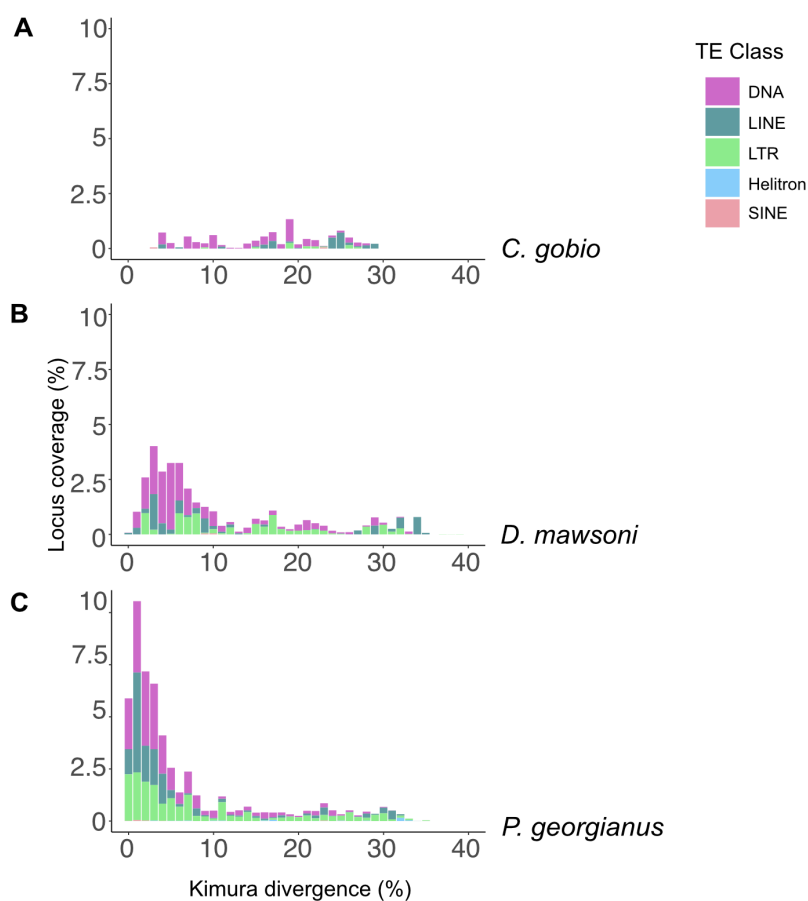 A
10
7.5
5
2.5
0
0 10 20 30 40
C. gobio
TE Class
DNA
LINE
LTR
Helitron
SINE
B
10
7.5
5
2.5
0
0 10 20 30 40
D. mawsoni
Locus coverage (%)
C
10
7.5
5
2.5
0
0 10 20 30 40
P. georgianus
Kimura divergence (%)